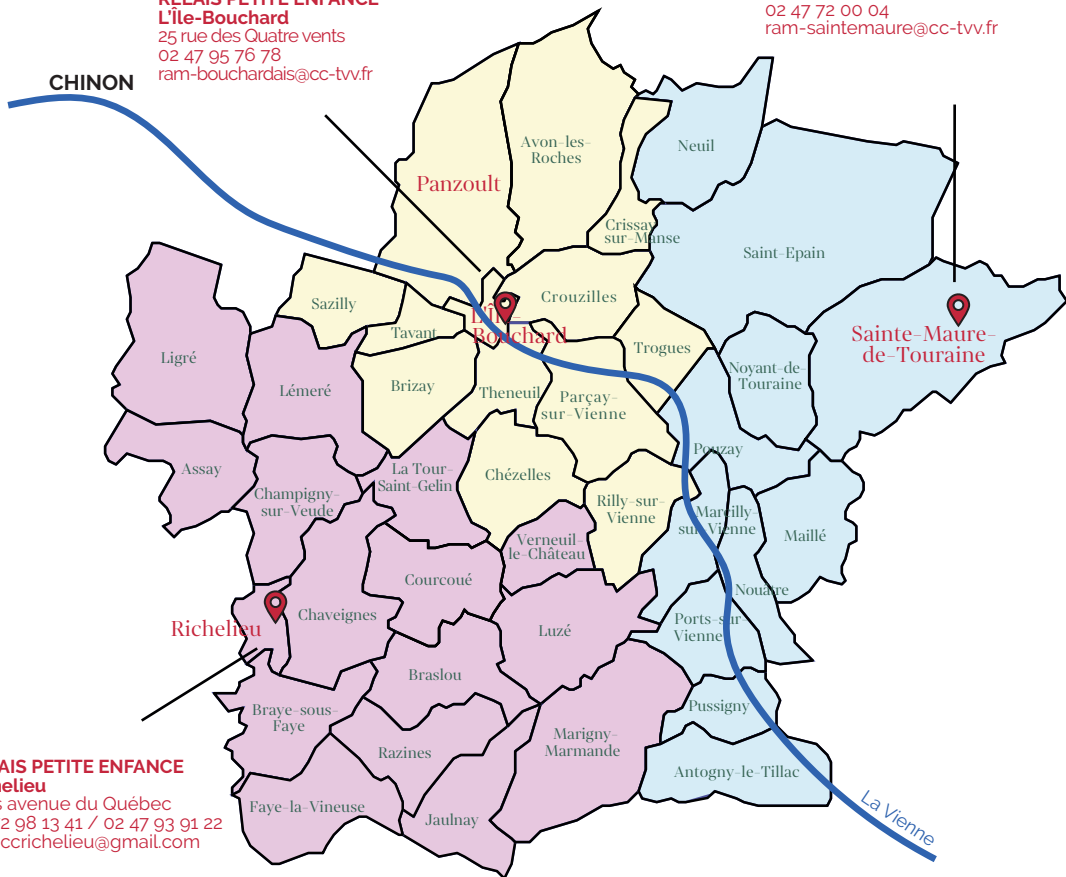 RELAIS PETITE ENFANCE
L'Île-Bouchard
25 rue des Quatre vents
02 47 95 76 78
ram-bouchardais@cc-tvv.fr
02 47 72 00 04
ram-saintemaure@cc-tvv.fr
CHINON
Neuil
Avon-les-
Roches
Panzoult
Crissay
sur-Manse
Saint-Epain
Sazilly
Crouzilles
L'Île-
Bouchard
Tavant
Trogues
Sainte-Maure-
de-Touraine
Ligré
Lémeré
Brizay
Theneuil
Parçay-
sur-Vienne
Noyant-de-
Touraine
Pouzay
Assay
La Tour-
Saint-Gelin
Chézelles
Champigny-
sur-Veude
Rilly-sur-
Vienne
Marcilly-
sur-Vienne
Maillé
Verneuil-
le-Château
Courcoué
Nouâtre
Chaveignes
Richelieu
Luzé
Ports-sur-
Vienne
Braslou
Braye-sous-
Faye
Pussigny
Razines
Marigny-
Marmande
Antogny-le-Tillac
Faye-la-Vineuse
Jaulnay
La Vienne
AIS PETITE ENFANCE
helieu
s avenue du Québec
2 98 13 41 / 02 47 93 91 22
ccrichelieu@gmail.com